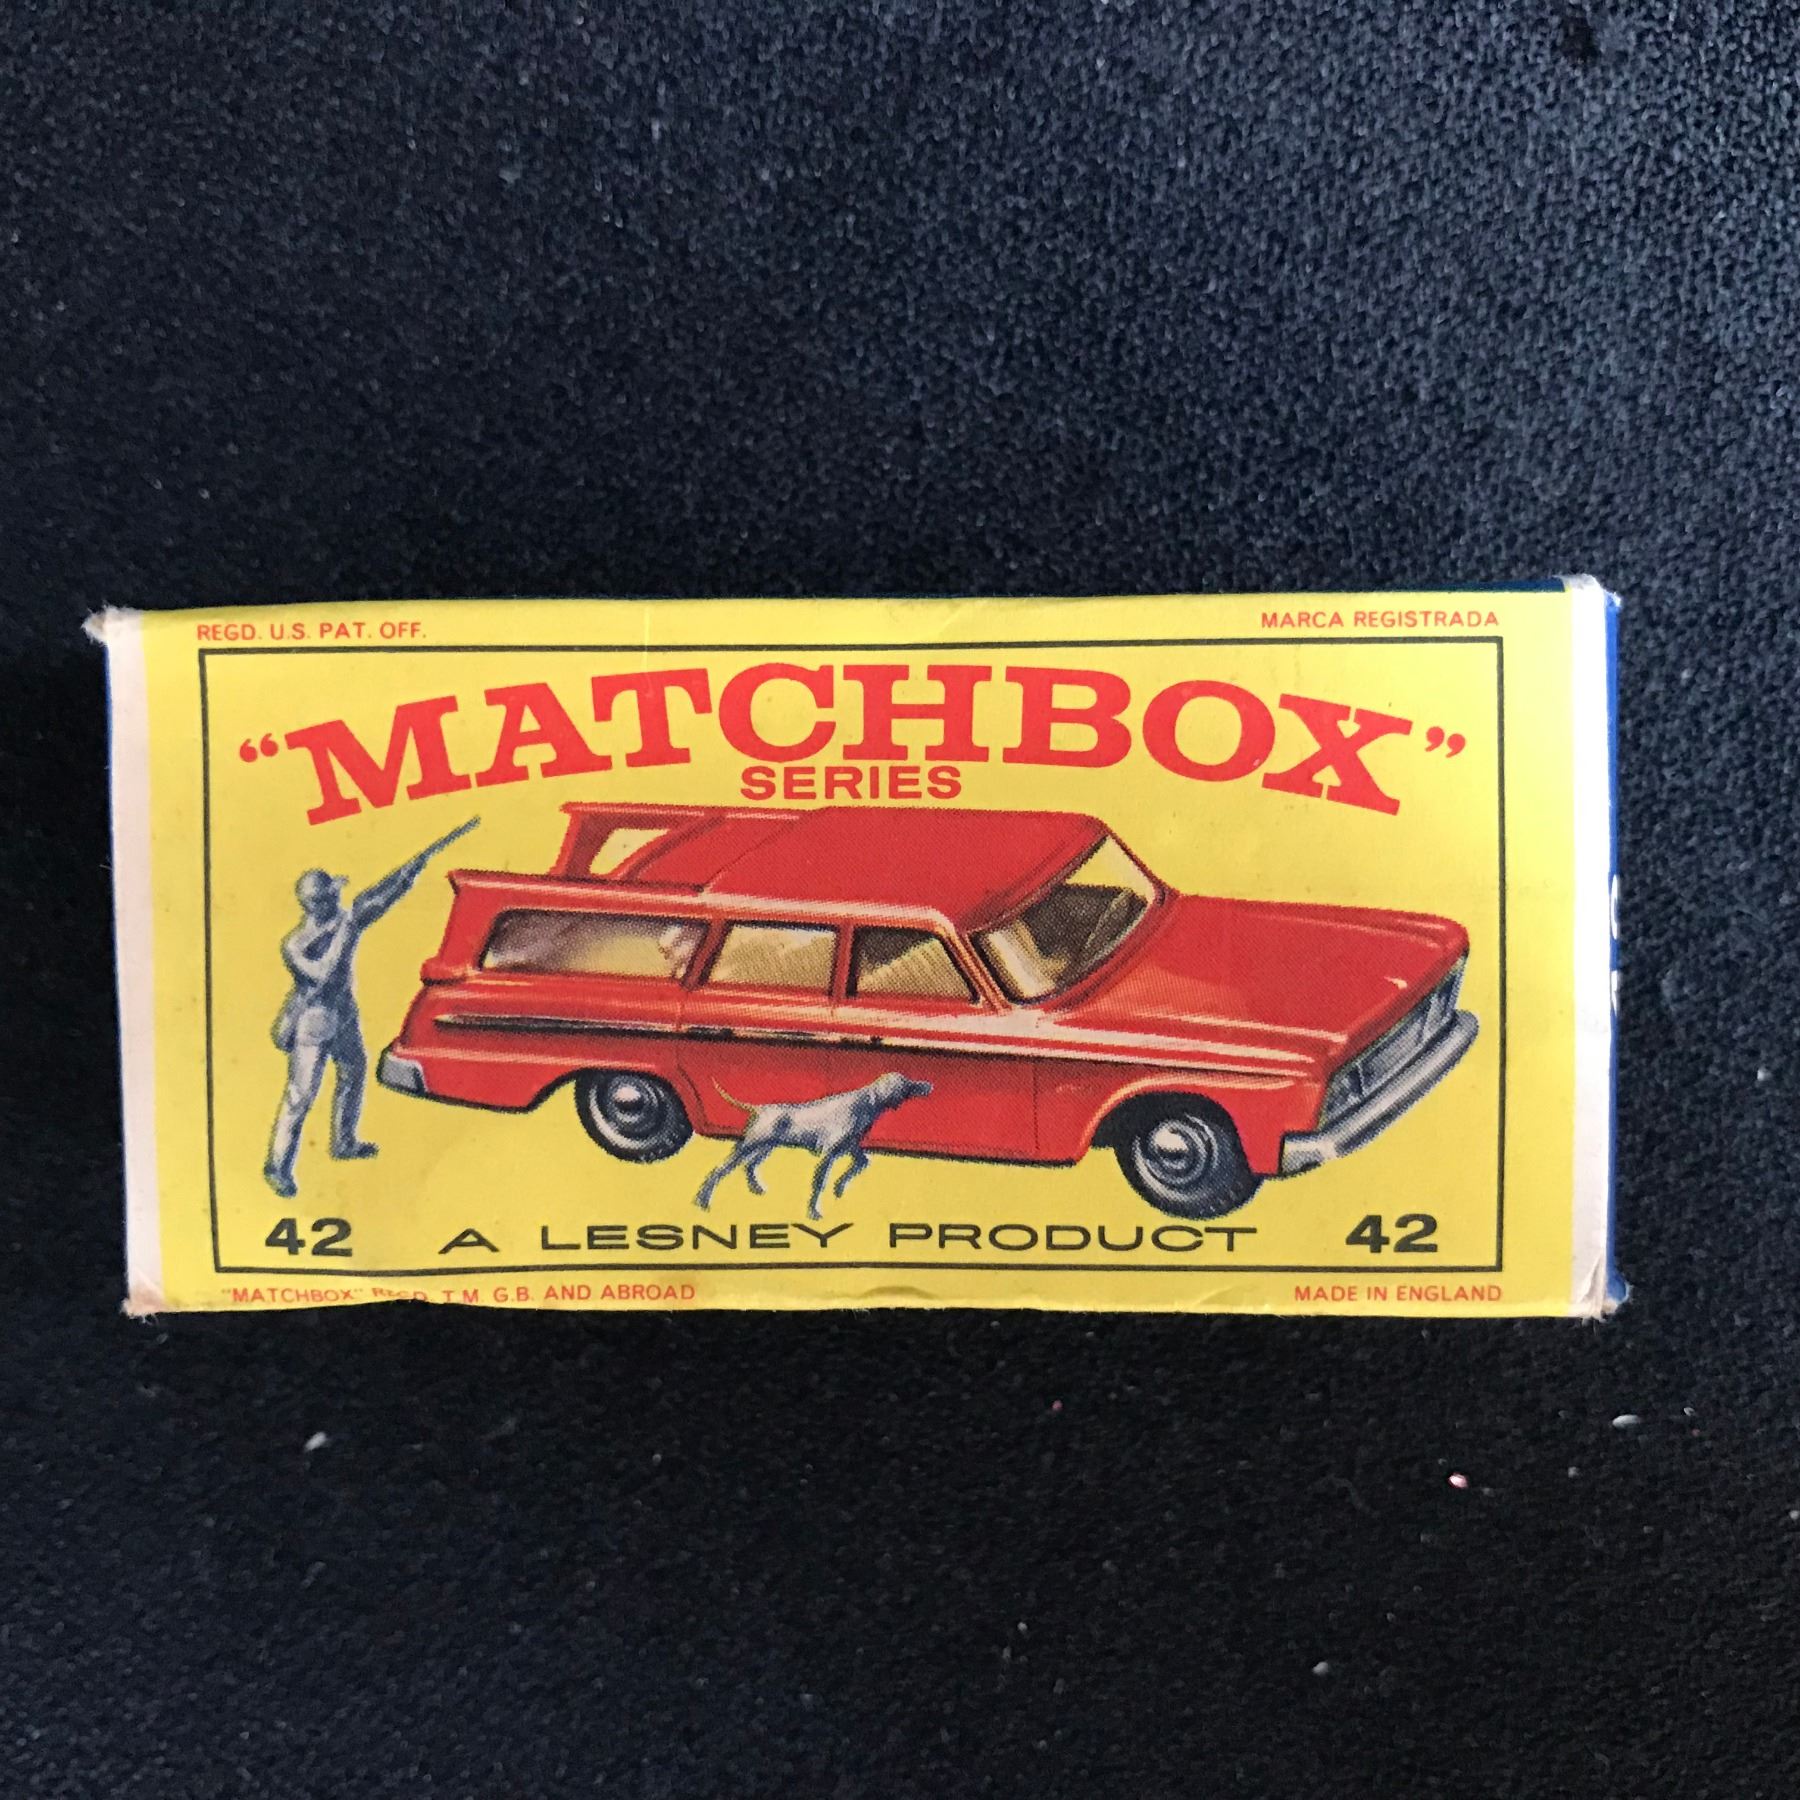 REGD. U.S. PAT. OFF. MARCA REGISTRADA
“MATCHBOX”
SERIES
42 A LESNEY PRODUCT 42
"MATCHBOX" REGD. T.M. G.B. AND ABROAD MADE IN ENGLAND